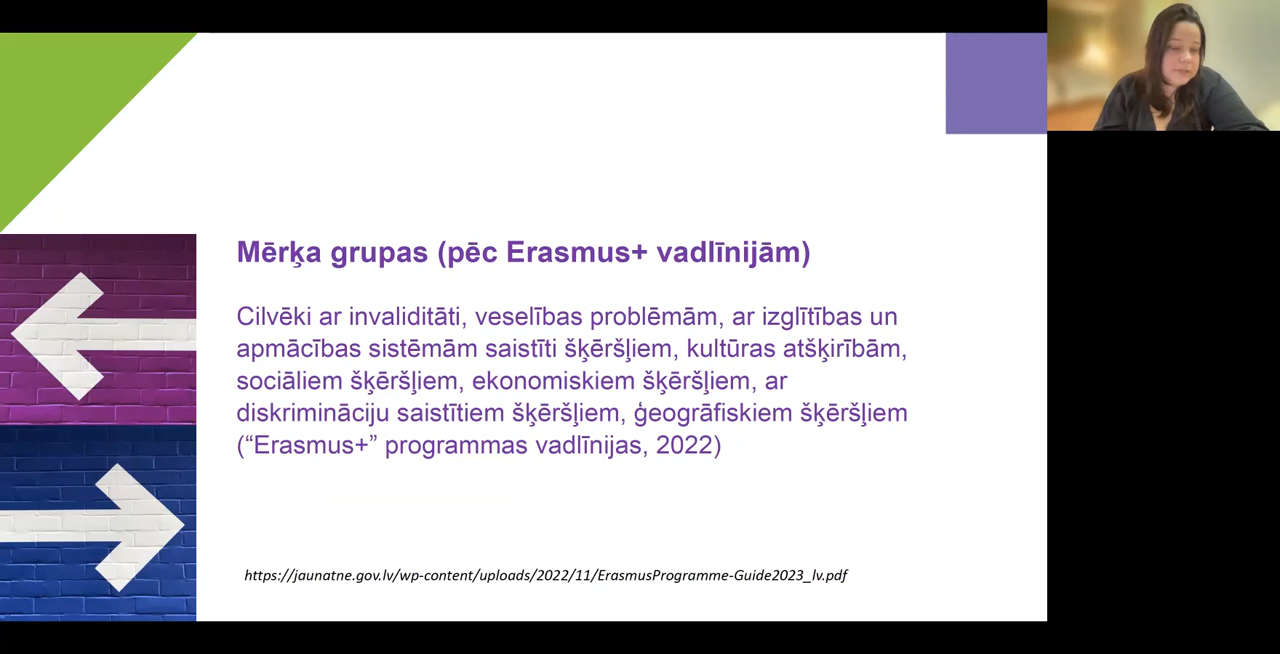 Mērķa grupas (pēc Erasmus+ vadlīnijām)
Cilvēki ar invaliditāti, veselības problēmām, ar izglītības un
apmācības sistēmām saistīti šķēršļiem, kultūras atšķirībām,
sociāliem šķēršļiem, ekonomiskiem šķēršļiem, ar
diskrimināciju saistītiem šķēršļiem, ģeogrāfiskiem šķēršļiem
(“Erasmus+” programmas vadlīnijas, 2022)
https://jaunatne.gov.lv/wp-content/uploads/2022/11/ErasmusProgramme-Guide2023_lv.pdf